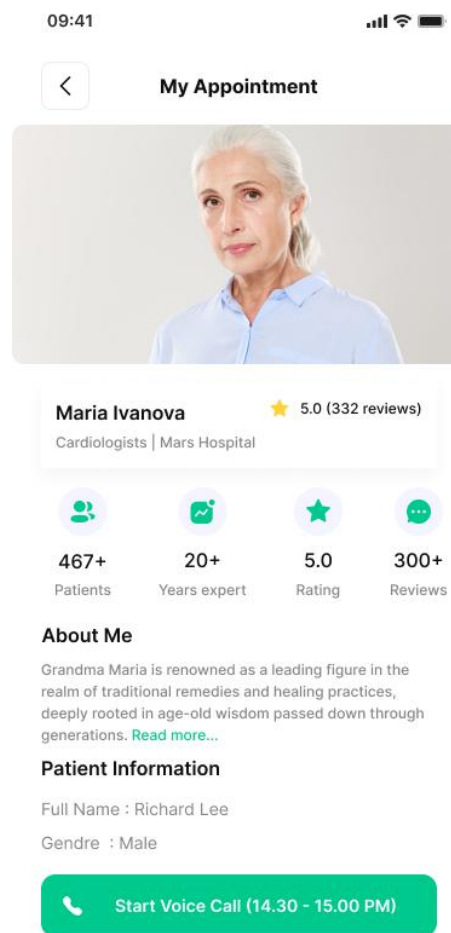 09:41
My Appointment
Maria Ivanova
5.0 (332 reviews)
Cardiologists | Mars Hospital
467+ 20+ 5.0 300+
Patients Years expert Rating Reviews
About Me
Grandma Maria is renowned as a leading figure in the
realm of traditional remedies and healing practices,
deeply rooted in age-old wisdom passed down through
generations. Read more...
Patient Information
Full Name : Richard Lee
Gendre : Male
Start Voice Call (14.30 - 15.00 PM)